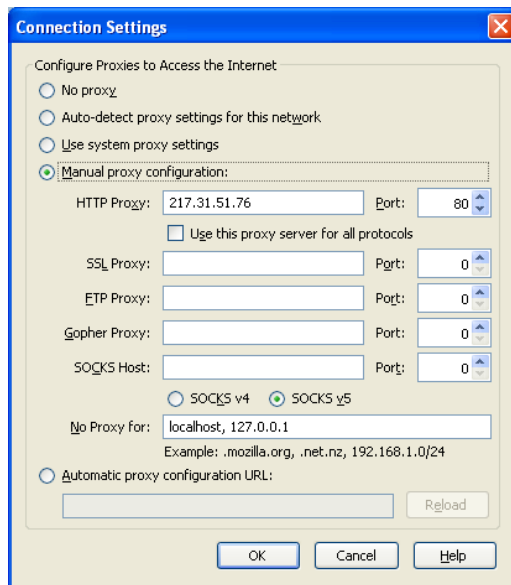 Connection Settings
Configure Proxies to Access the Internet
No proxy
Auto-detect proxy settings for this network
Use system proxy settings
Manual proxy configuration:
HTTP Proxy: 217.31.51.76 Port: 80
Use this proxy server for all protocols
SSL Proxy: Port: 0
FTP Proxy: Port: 0
Gopher Proxy: Port: 0
SOCKS Host: Port: 0
SOCKS v4 SOCKS v5
No Proxy for: localhost, 127.0.0.1
Example: .mozilla.org, .net.nz, 192.168.1.0/24
Automatic proxy configuration URL:
Reload
OK Cancel Help